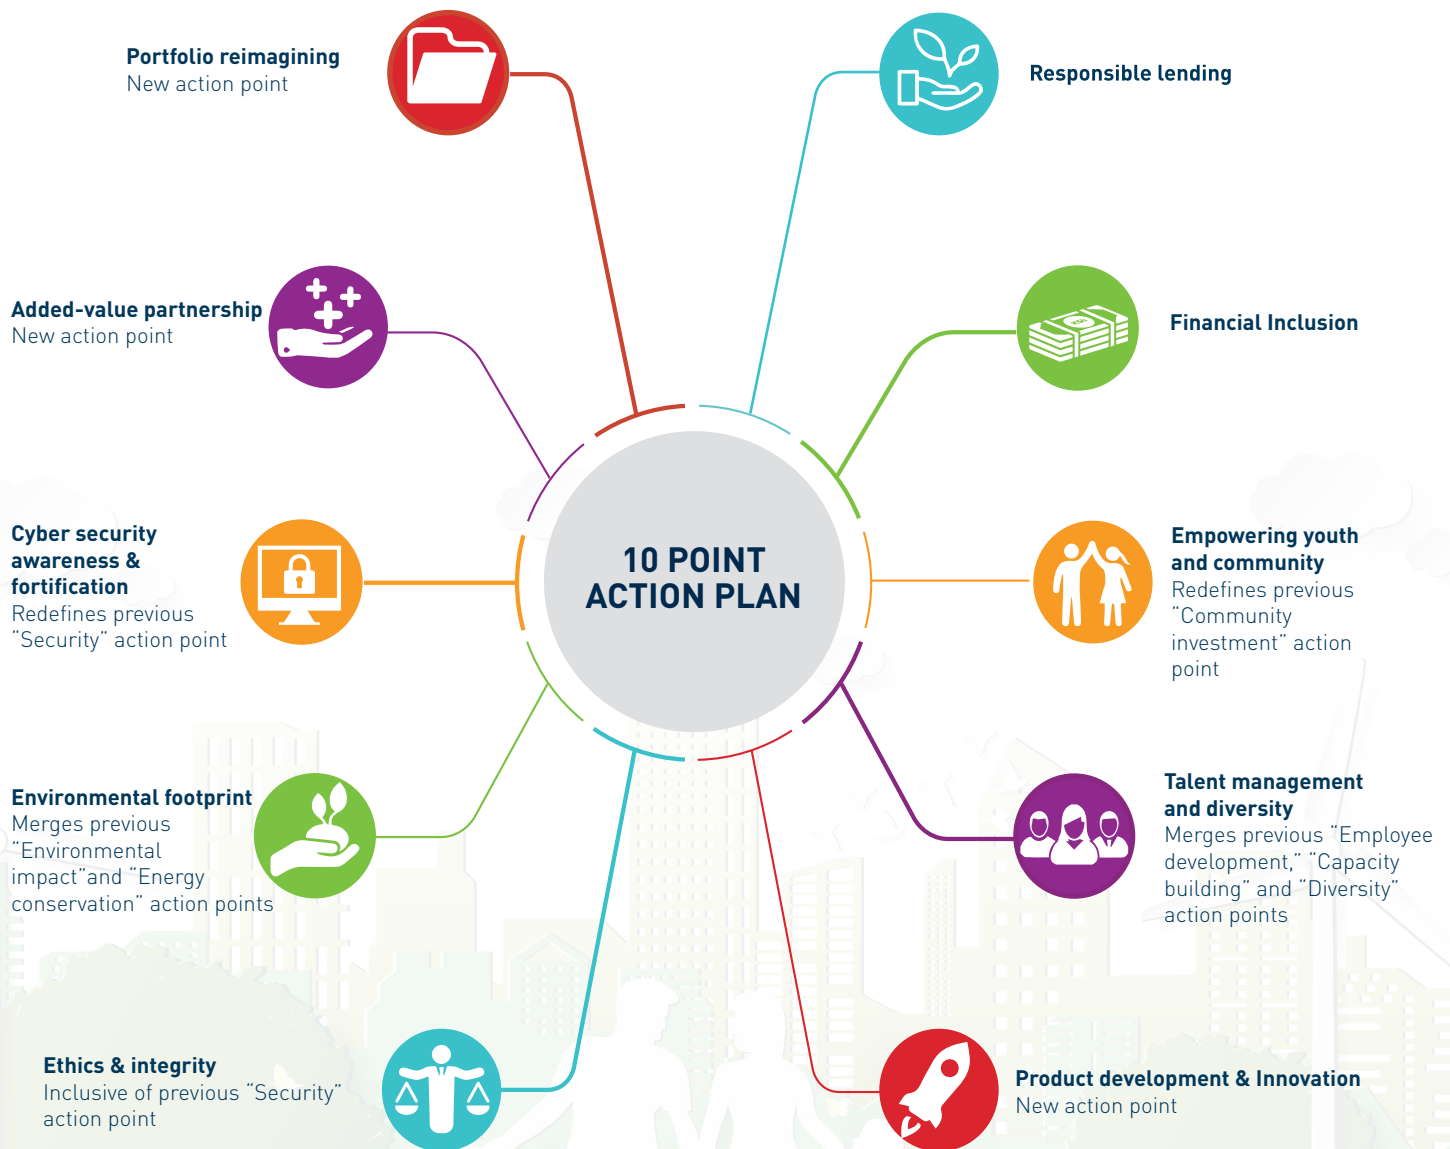 Portfolio reimagining
New action point
Responsible lending
Added-value partnership
New action point
Financial Inclusion
Cyber security
awareness &
fortification
Redefines previous
“Security” action point
10 POINT
ACTION PLAN
Empowering youth
and community
Redefines previous
“Community
investment” action
point
Environmental footprint
Merges previous
“Environmental
impact”and “Energy
conservation” action points
Talent management
and diversity
Merges previous “Employee
development,” “Capacity
building” and “Diversity”
action points
Ethics & integrity
Inclusive of previous “Security”
action point
Product development & Innovation
New action point